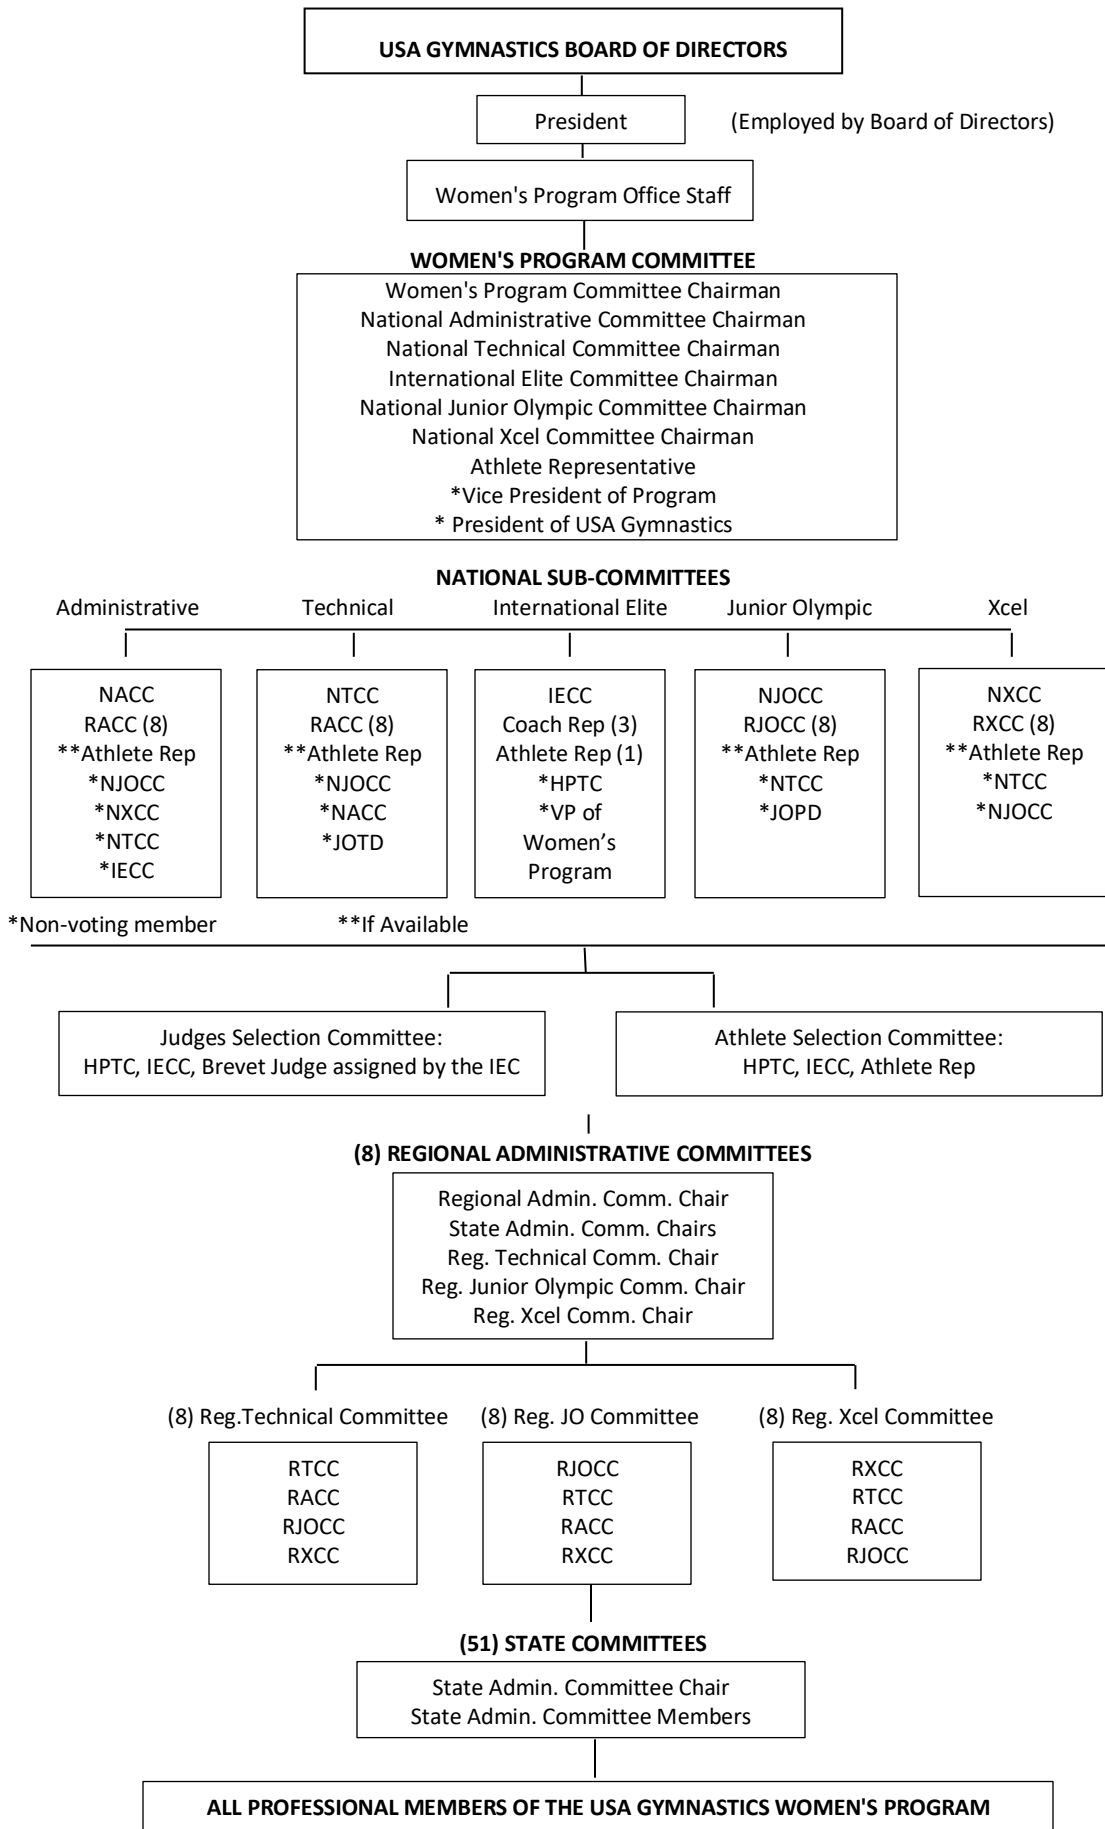 USA GYMNASTICS BOARD OF DIRECTORS
President
(Employed by Board of Directors)
Women's Program Office Staff
WOMEN'S PROGRAM COMMITTEE
Women's Program Committee Chairman
National Administrative Committee Chairman
National Technical Committee Chairman
International Elite Committee Chairman
National Junior Olympic Committee Chairman
National Xcel Committee Chairman
Athlete Representative
*Vice President of Program
* President of USA Gymnastics
NATIONAL SUB-COMMITTEES
Administrative
Technical
International Elite
Junior Olympic
Xcel
NACC
RACC (8)
**Athlete Rep
*NJOCC
*NXCC
*NTCC
*IECC
NTCC
RACC (8)
**Athlete Rep
*NJOCC
*NACC
*JOTD
IECC
Coach Rep (3)
Athlete Rep (1)
*HPTC
*VP of
Women’s
Program
NJOCC
RJOCC (8)
**Athlete Rep
*NTCC
*JOPD
NXCC
RXCC (8)
**Athlete Rep
*NTCC
*NJOCC
*Non-voting member
**If Available
Judges Selection Committee:
HPTC, IECC, Brevet Judge assigned by the IEC
Athlete Selection Committee:
HPTC, IECC, Athlete Rep
(8) REGIONAL ADMINISTRATIVE COMMITTEES
Regional Admin. Comm. Chair
State Admin. Comm. Chairs
Reg. Technical Comm. Chair
Reg. Junior Olympic Comm. Chair
Reg. Xcel Comm. Chair
(8) Reg.Technical Committee
(8) Reg. JO Committee
(8) Reg. Xcel Committee
RTCC
RACC
RJOCC
RXCC
RJOCC
RTCC
RACC
RXCC
RXCC
RTCC
RACC
RJOCC
(51) STATE COMMITTEES
State Admin. Committee Chair
State Admin. Committee Members
ALL PROFESSIONAL MEMBERS OF THE USA GYMNASTICS WOMEN'S PROGRAM